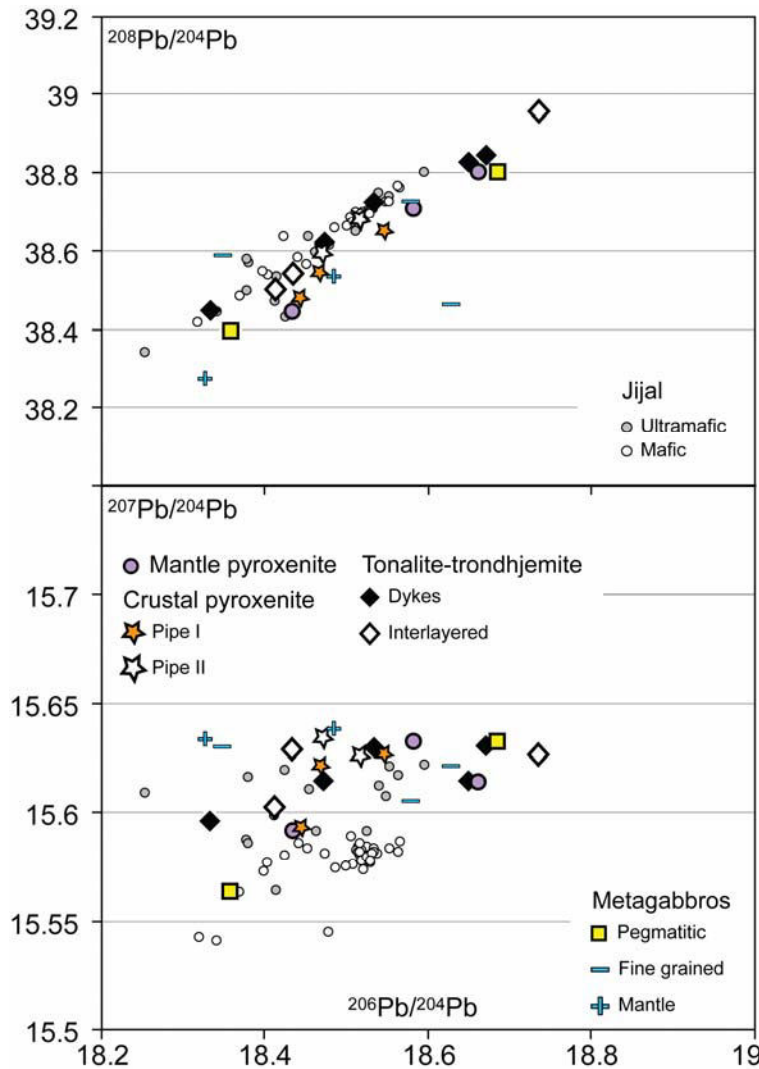 39.2
²⁰⁸Pb/²⁰⁴Pb
39
38.8
38.6
38.4
38.2
Jijal
Ultramafic
Mafic
²⁰⁷Pb/²⁰⁴Pb
Mantle pyroxenite
Crustal pyroxenite
Pipe I
Pipe II
Tonalite-trondhjemite
Dykes
Interlayered
15.7
15.65
15.6
15.55
15.5
Metagabbros
Pegmatitic
Fine grained
Mantle
²⁰⁶Pb/²⁰⁴Pb
18.2
18.4
18.6
18.8
19